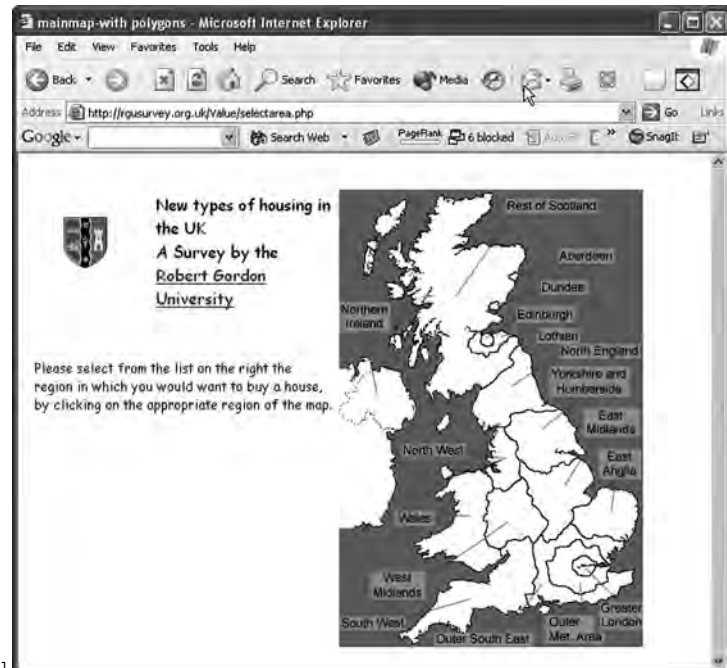 mainmap-with polygons - Microsoft Internet Explorer
File Edit View Favorites Tools Help
Back Search Favorites Media
Address http://rgusurvey.org.uk/value/selectarea.php Go Links
Google Search Web PageRank 6 blocked AutoFill SnagIt
New types of housing in
the UK
A Survey by the
Robert Gordon
University
Please select from the list on the right the
region in which you would want to buy a house,
by clicking on the appropriate region of the map.
Rest of Scotland
Aberdeen
Dundee
Northern
Ireland
Edinburgh
Lothian
North England
Yorkshire and
Humberside
East
Midlands
North West
East
Anglia
Wales
West
Midlands
South West
Outer South East
Outer
Met. Area
Greater
London
1